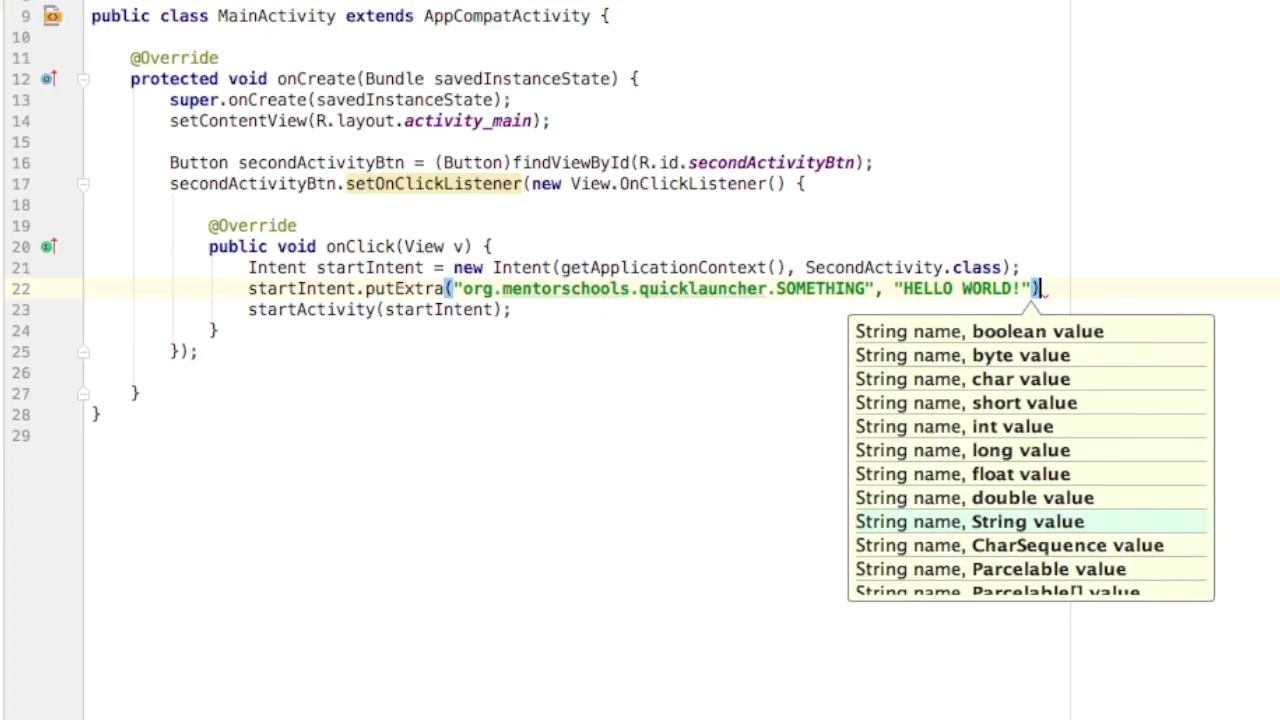 9 public class MainActivity extends AppCompatActivity {
10
11 @Override
12 protected void onCreate(Bundle savedInstanceState) {
13 super.onCreate(savedInstanceState);
14 setContentView(R.layout.activity_main);
15
16 Button secondActivityBtn = (Button)findViewById(R.id.secondActivityBtn);
17 secondActivityBtn.setOnClickListener(new View.OnClickListener() {
18
19 @Override
20 public void onClick(View v) {
21 Intent startIntent = new Intent(getApplicationContext(), SecondActivity.class);
22 startIntent.putExtra("org.mentorschools.quicklauncher.SOMETHING", "HELLO WORLD!")
23 startActivity(startIntent);
24 }
25 });
26
27 }
28 }
29
String name, boolean value
String name, byte value
String name, char value
String name, short value
String name, int value
String name, long value
String name, float value
String name, double value
String name, String value
String name, CharSequence value
String name, Parcelable value
String name, Parcelable[] value